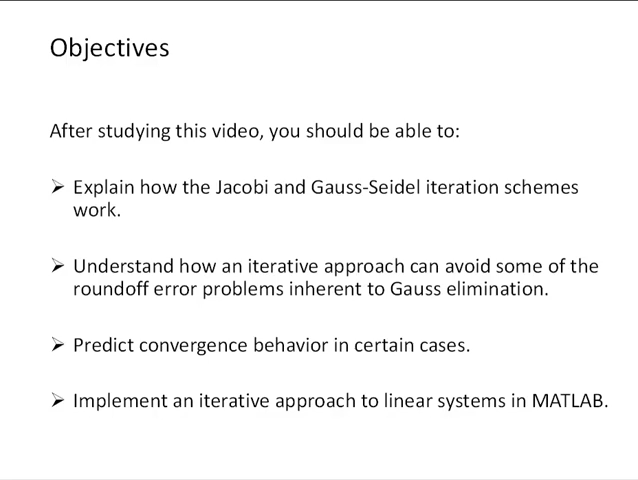 Objectives
After studying this video, you should be able to:
➢ Explain how the Jacobi and Gauss-Seidel iteration schemes
work.
➢ Understand how an iterative approach can avoid some of the
roundoff error problems inherent to Gauss elimination.
➢ Predict convergence behavior in certain cases.
➢ Implement an iterative approach to linear systems in MATLAB.